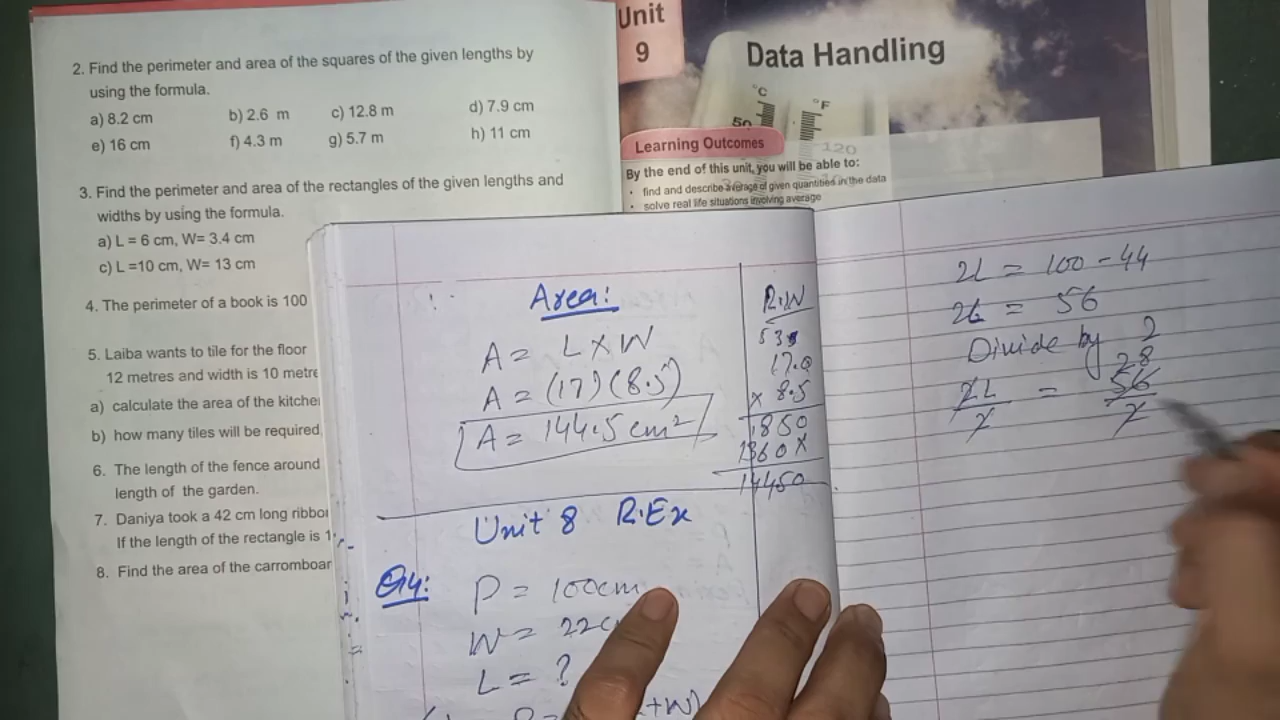 2. Find the perimeter and area of the squares of the given lengths by
using the formula.
a) 8.2 cm b) 2.6 m c) 12.8 m d) 7.9 cm
e) 16 cm f) 4.3 m g) 5.7 m h) 11 cm
3. Find the perimeter and area of the rectangles of the given lengths and
widths by using the formula.
a) L = 6 cm, W= 3.4 cm
c) L =10 cm, W= 13 cm
4. The perimeter of a book is 100
5. Laiba wants to tile for the floor
12 metres and width is 10 metre
a) calculate the area of the kitche
b) how many tiles will be required
6. The length of the fence around
length of the garden.
7. Daniya took a 42 cm long ribbo
If the length of the rectangle is 1
8. Find the area of the carromboar
Unit
9
Data Handling
°C
°F
50
120
Learning Outcomes
By the end of this unit, you will be able to:
• find and describe average of given quantities in the data
• solve real life situations involving average
Area:
A = L X W
A = (17) (8.5)
A = 144.5 cm²
R.W
17.0
x 8.5
1850
1360X
14450
Unit 8 R.Ex
Q4:
P = 100cm
W = 22c
L = ?
+W)
2L = 100 - 44
2L = 56
Divide by 2
28
2L = 56
2 2